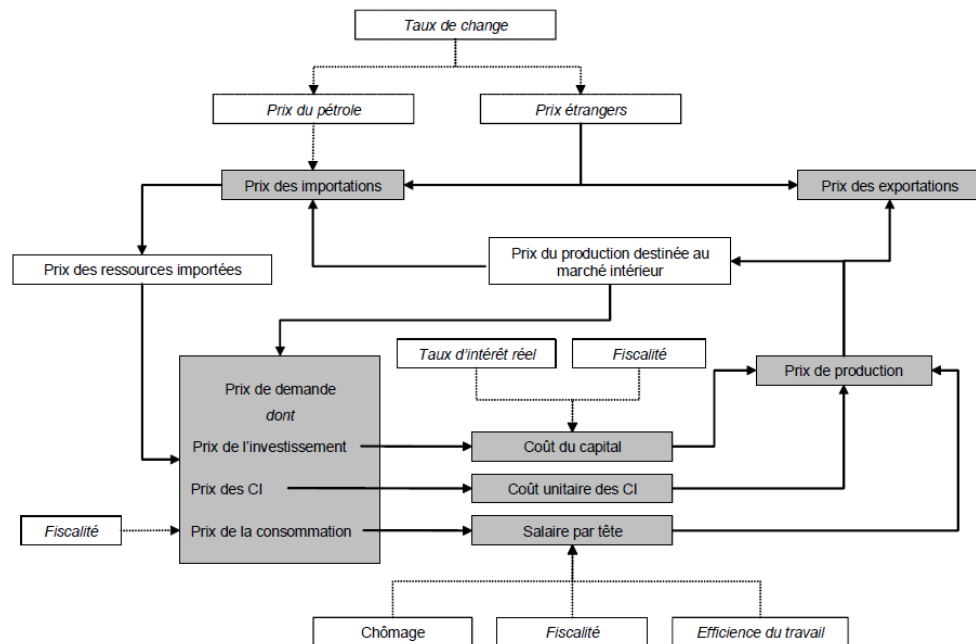 Taux de change
Prix du pétrole
Prix étrangers
Prix des importations
Prix des exportations
Prix des ressources importées
Prix du production destinée au
marché intérieur
Taux d'intérêt réel
Fiscalité
Prix de production
Prix de demande
dont
Prix de l'investissement
Coût du capital
Prix des CI
Coût unitaire des CI
Fiscalité
Prix de la consommation
Salaire par tête
Chômage
Fiscalité
Efficience du travail